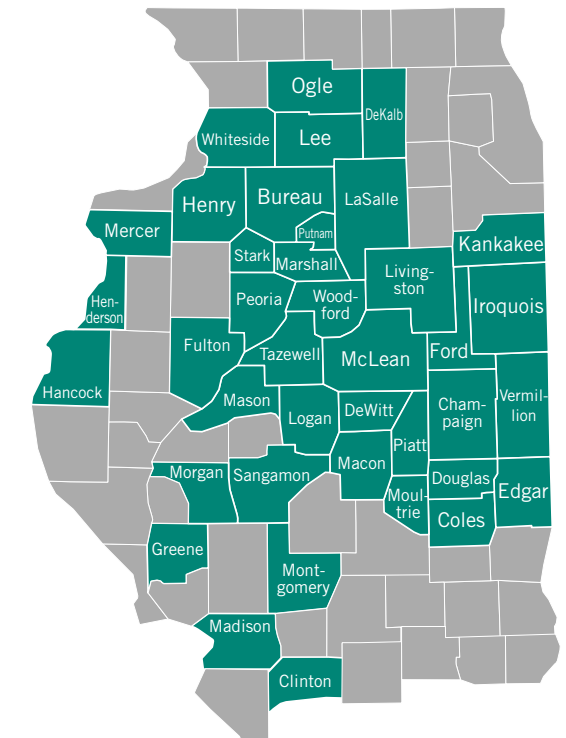 Ogle
DeKalb
Whiteside
Lee
Bureau
LaSalle
Henry
Putnam
Mercer
Kankakee
Stark
Marshall
Living-
ston
Hen-
derson
Peoria
Wood-
ford
Iroquois
Fulton
Tazewell
McLean
Ford
Hancock
Mason
Logan
DeWitt
Cham-
paign
Vermil-
lion
Piatt
Macon
Morgan
Sangamon
Douglas
Edgar
Moul-
trie
Coles
Greene
Mont-
gomery
Madison
Clinton